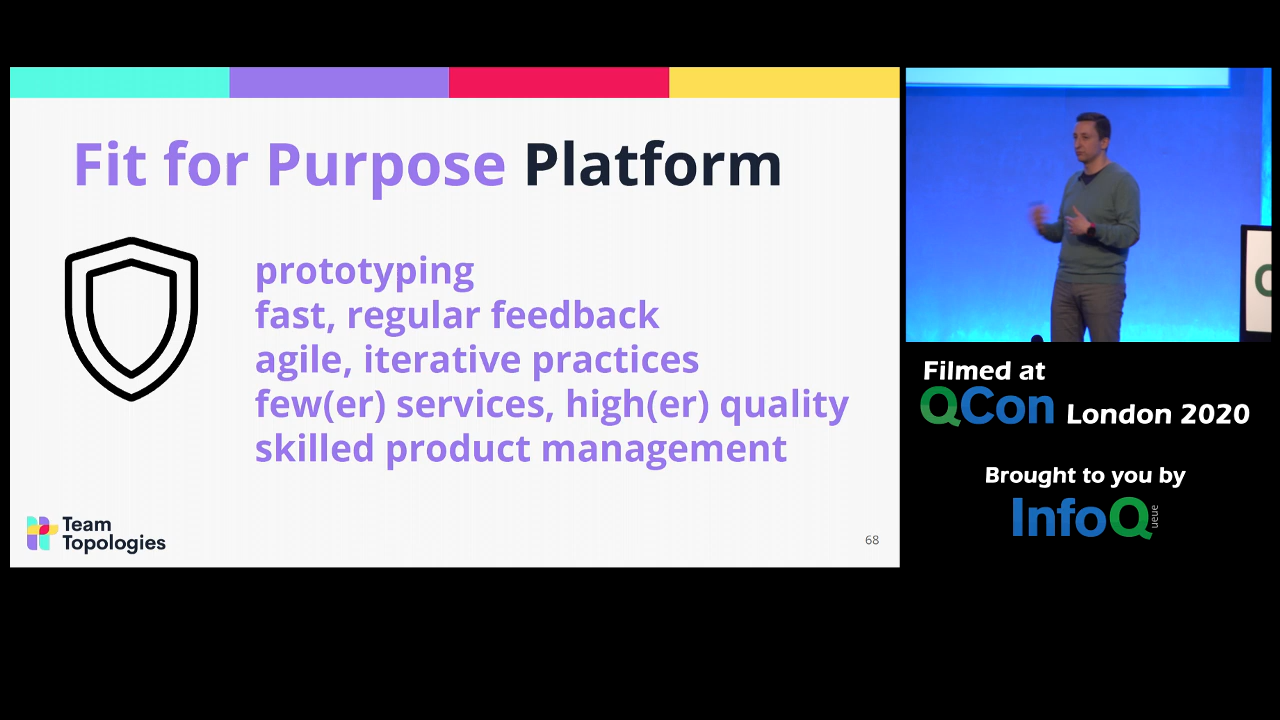 Fit for Purpose Platform
prototyping
fast, regular feedback
agile, iterative practices
few(er) services, high(er) quality
skilled product management
Team
Topologies
68
Filmed at
QCon London 2020
Brought to you by
InfoQ
ueue